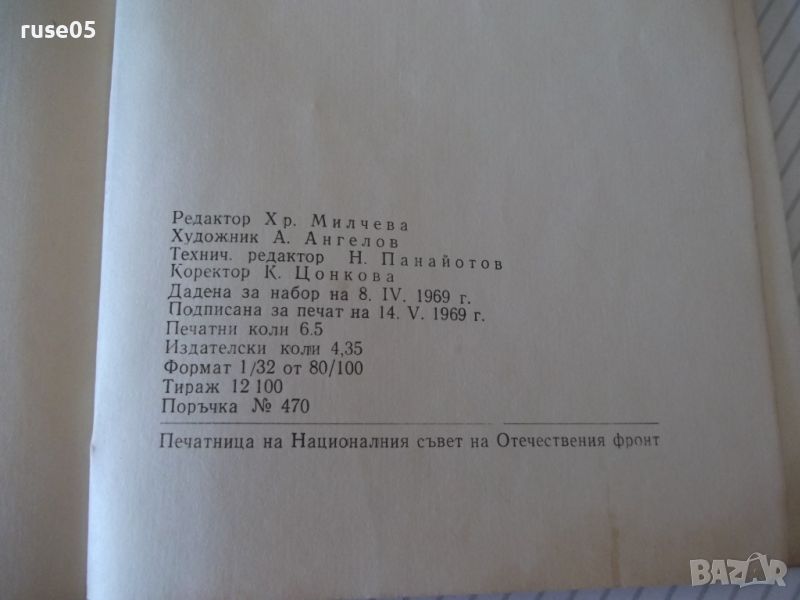 ruse05
Редактор Хр. Милчева
Художник А. Ангелов
Технич. редактор Н. Панайотов
Коректор К. Цонкова
Дадена за набор на 8. IV. 1969 г.
Подписана за печат на 14. V. 1969 г.
Печатни коли 6.5
Издателски коли 4,35
Формат 1/32 от 80/100
Тираж 12 100
Поръчка № 470
Печатница на Националния съвет на Отечествения фронт
BAZAR